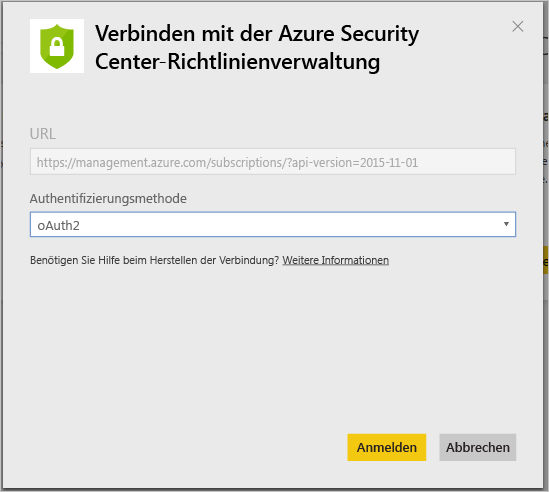 Verbinden mit der Azure Security
Center-Richtlinienverwaltung
URL
https://management.azure.com/subscriptions/?api-version=2015-11-01
Authentifizierungsmethode
oAuth2
Benötigen Sie Hilfe beim Herstellen der Verbindung? Weitere Informationen
Anmelden Abbrechen